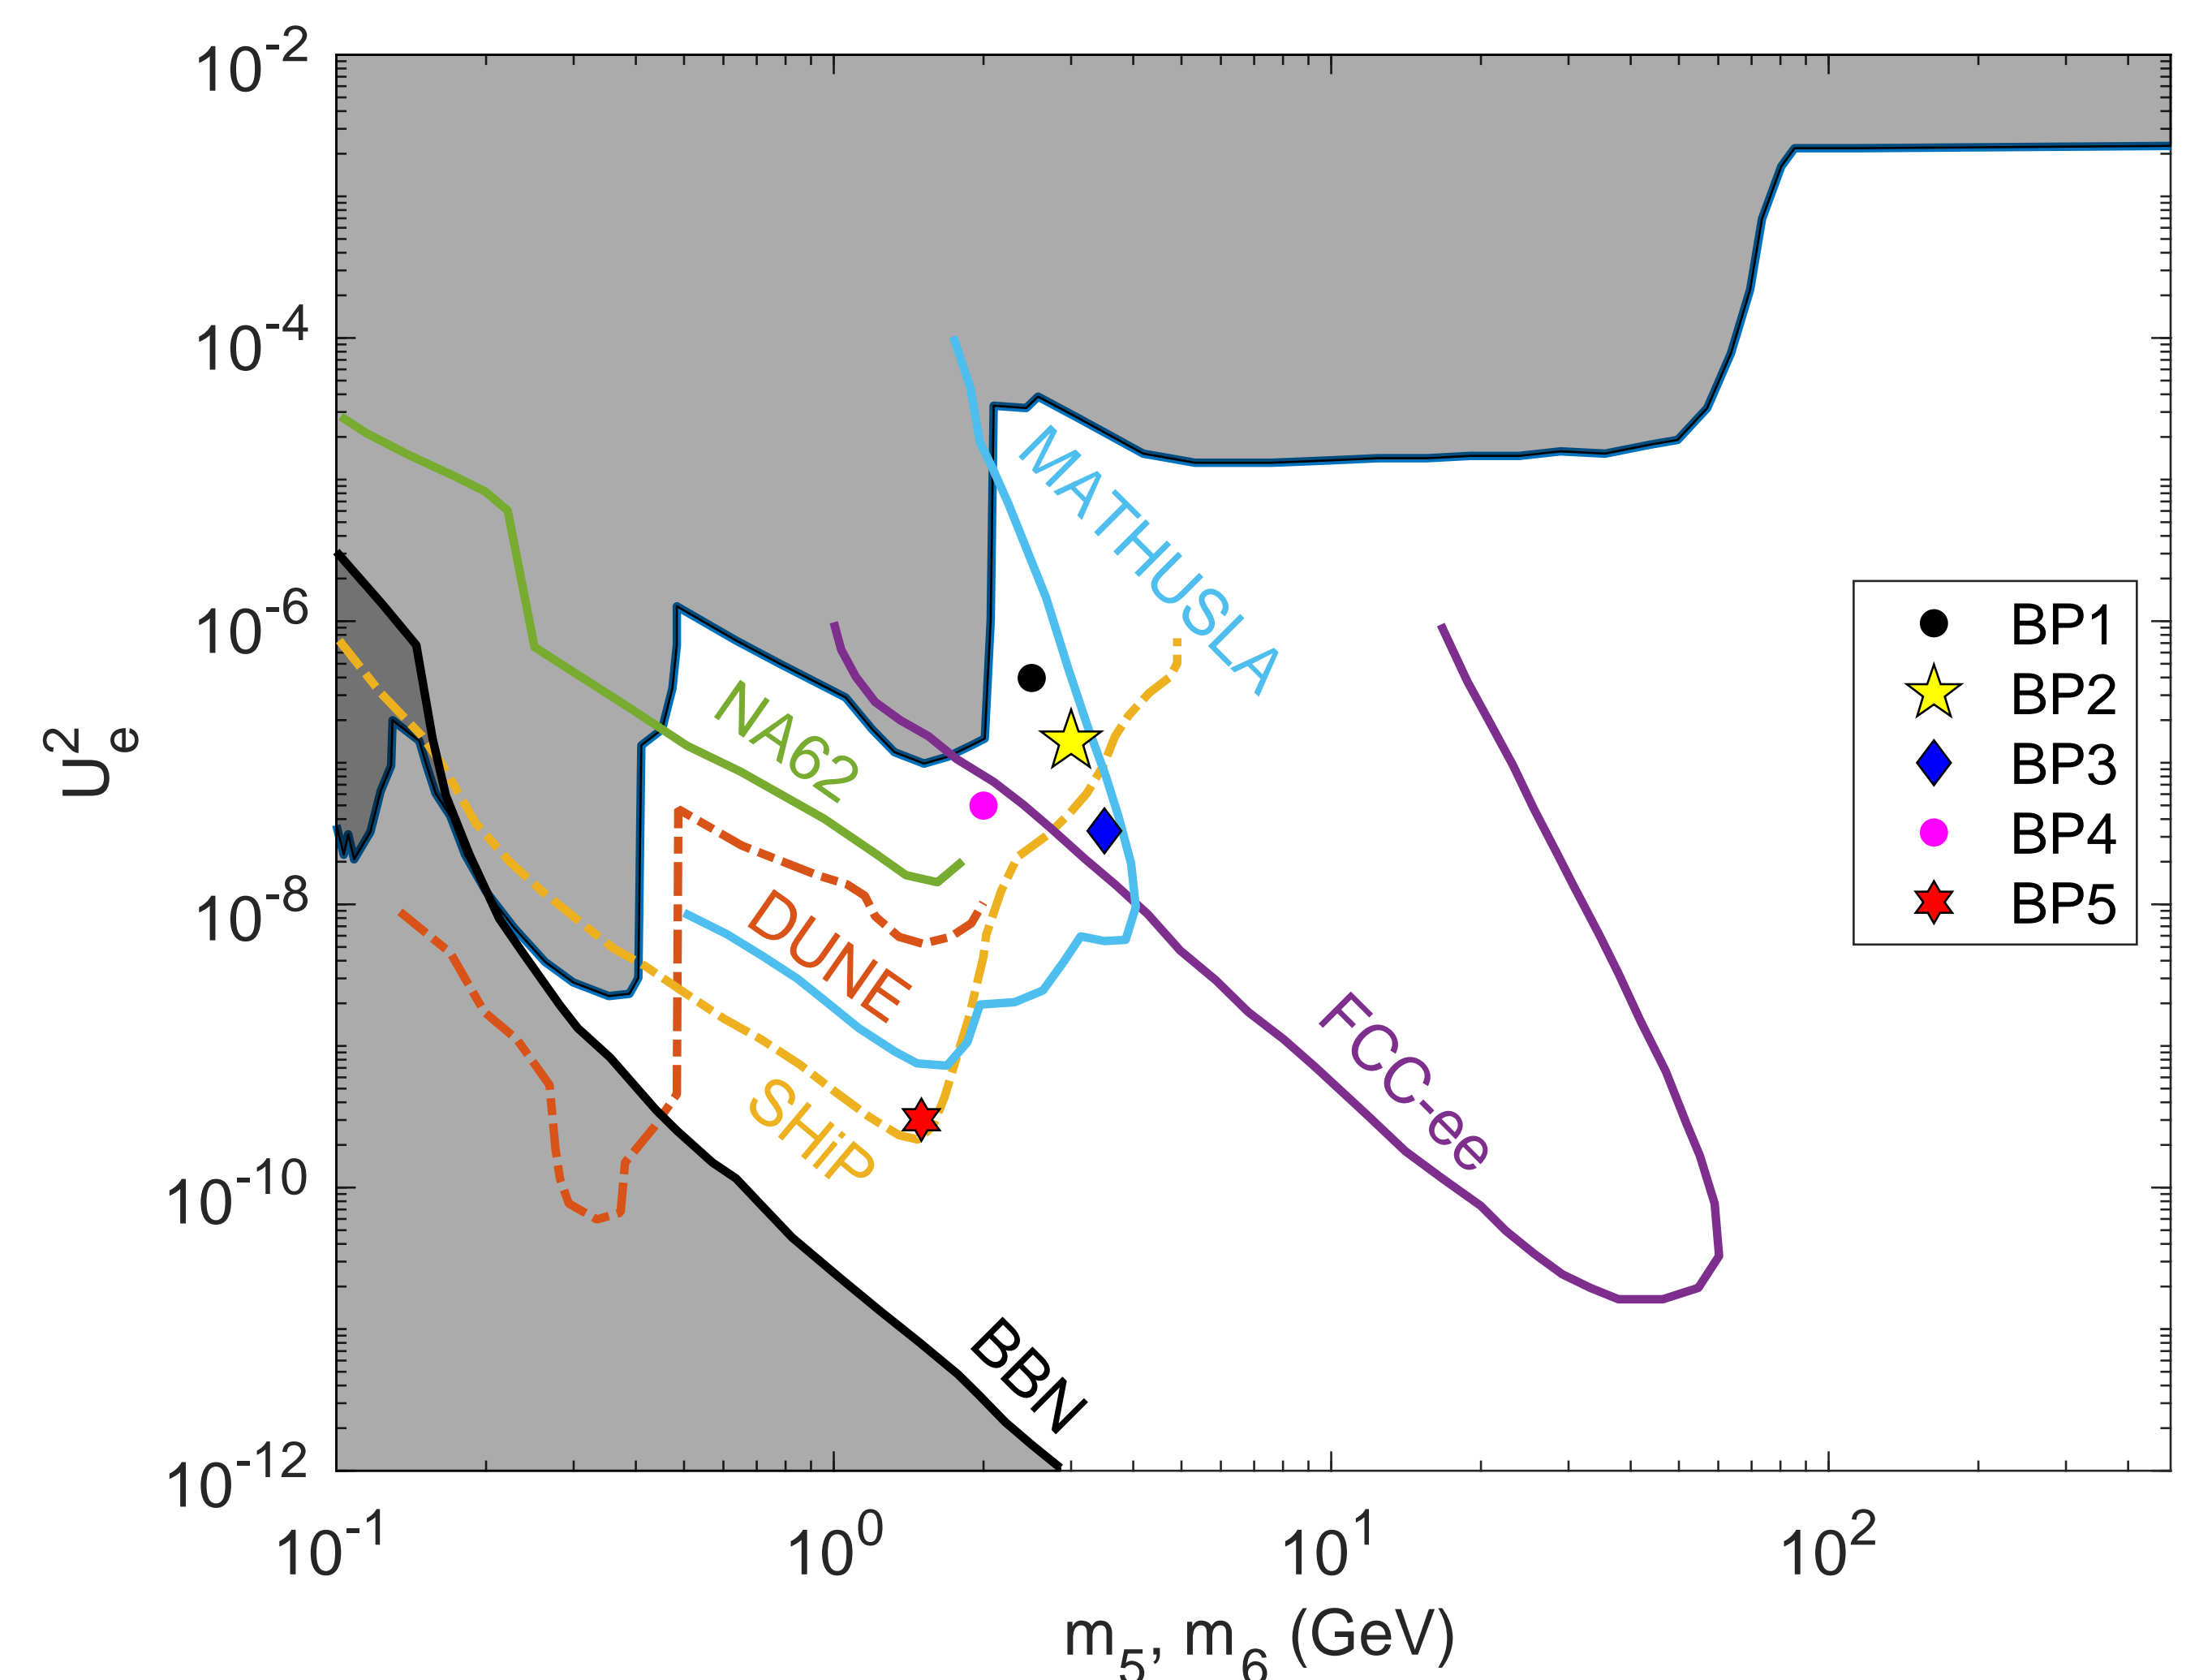 10^-2
10^-4
10^-6
10^-8
10^-10
10^-12
U_e^2
MATHUSLA
NA62
DUNE
SHiP
FCC-ee
BBN
BP1
BP2
BP3
BP4
BP5
10^-1 10^0 10^1 10^2
m_5, m_6 (GeV)